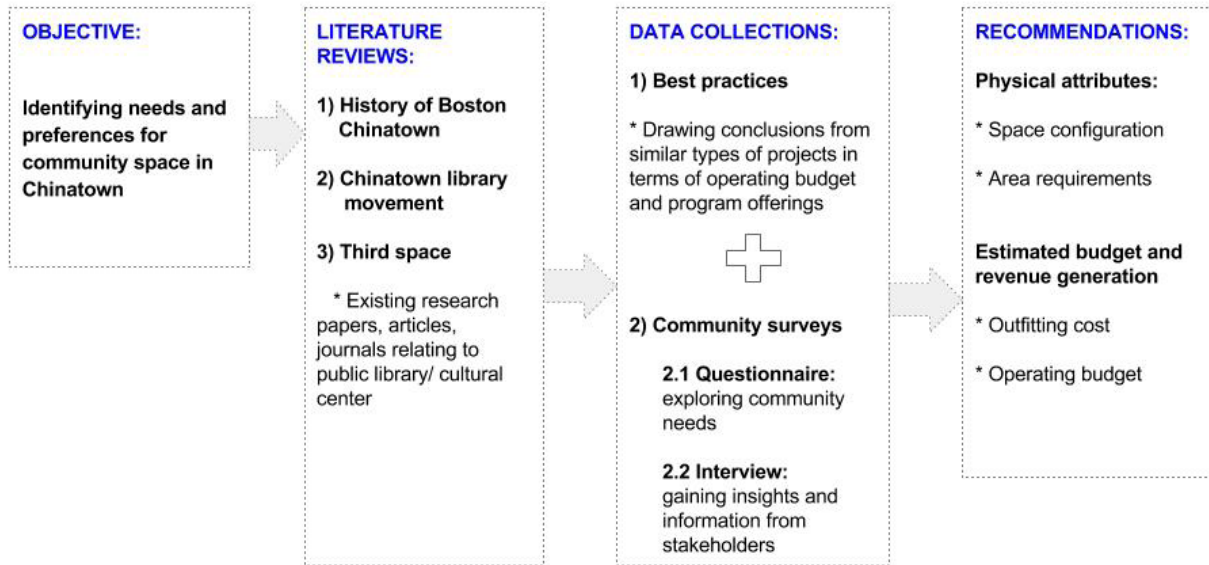 OBJECTIVE:
Identifying needs and
preferences for
community space in
Chinatown
LITERATURE
REVIEWS:
1) History of Boston
Chinatown
2) Chinatown library
movement
3) Third space
* Existing research
papers, articles,
journals relating to
public library/ cultural
center
DATA COLLECTIONS:
1) Best practices
* Drawing conclusions from
similar types of projects in
terms of operating budget
and program offerings
2) Community surveys
2.1 Questionnaire:
exploring community
needs
2.2 Interview:
gaining insights and
information from
stakeholders
RECOMMENDATIONS:
Physical attributes:
* Space configuration
* Area requirements
Estimated budget and
revenue generation
* Outfitting cost
* Operating budget